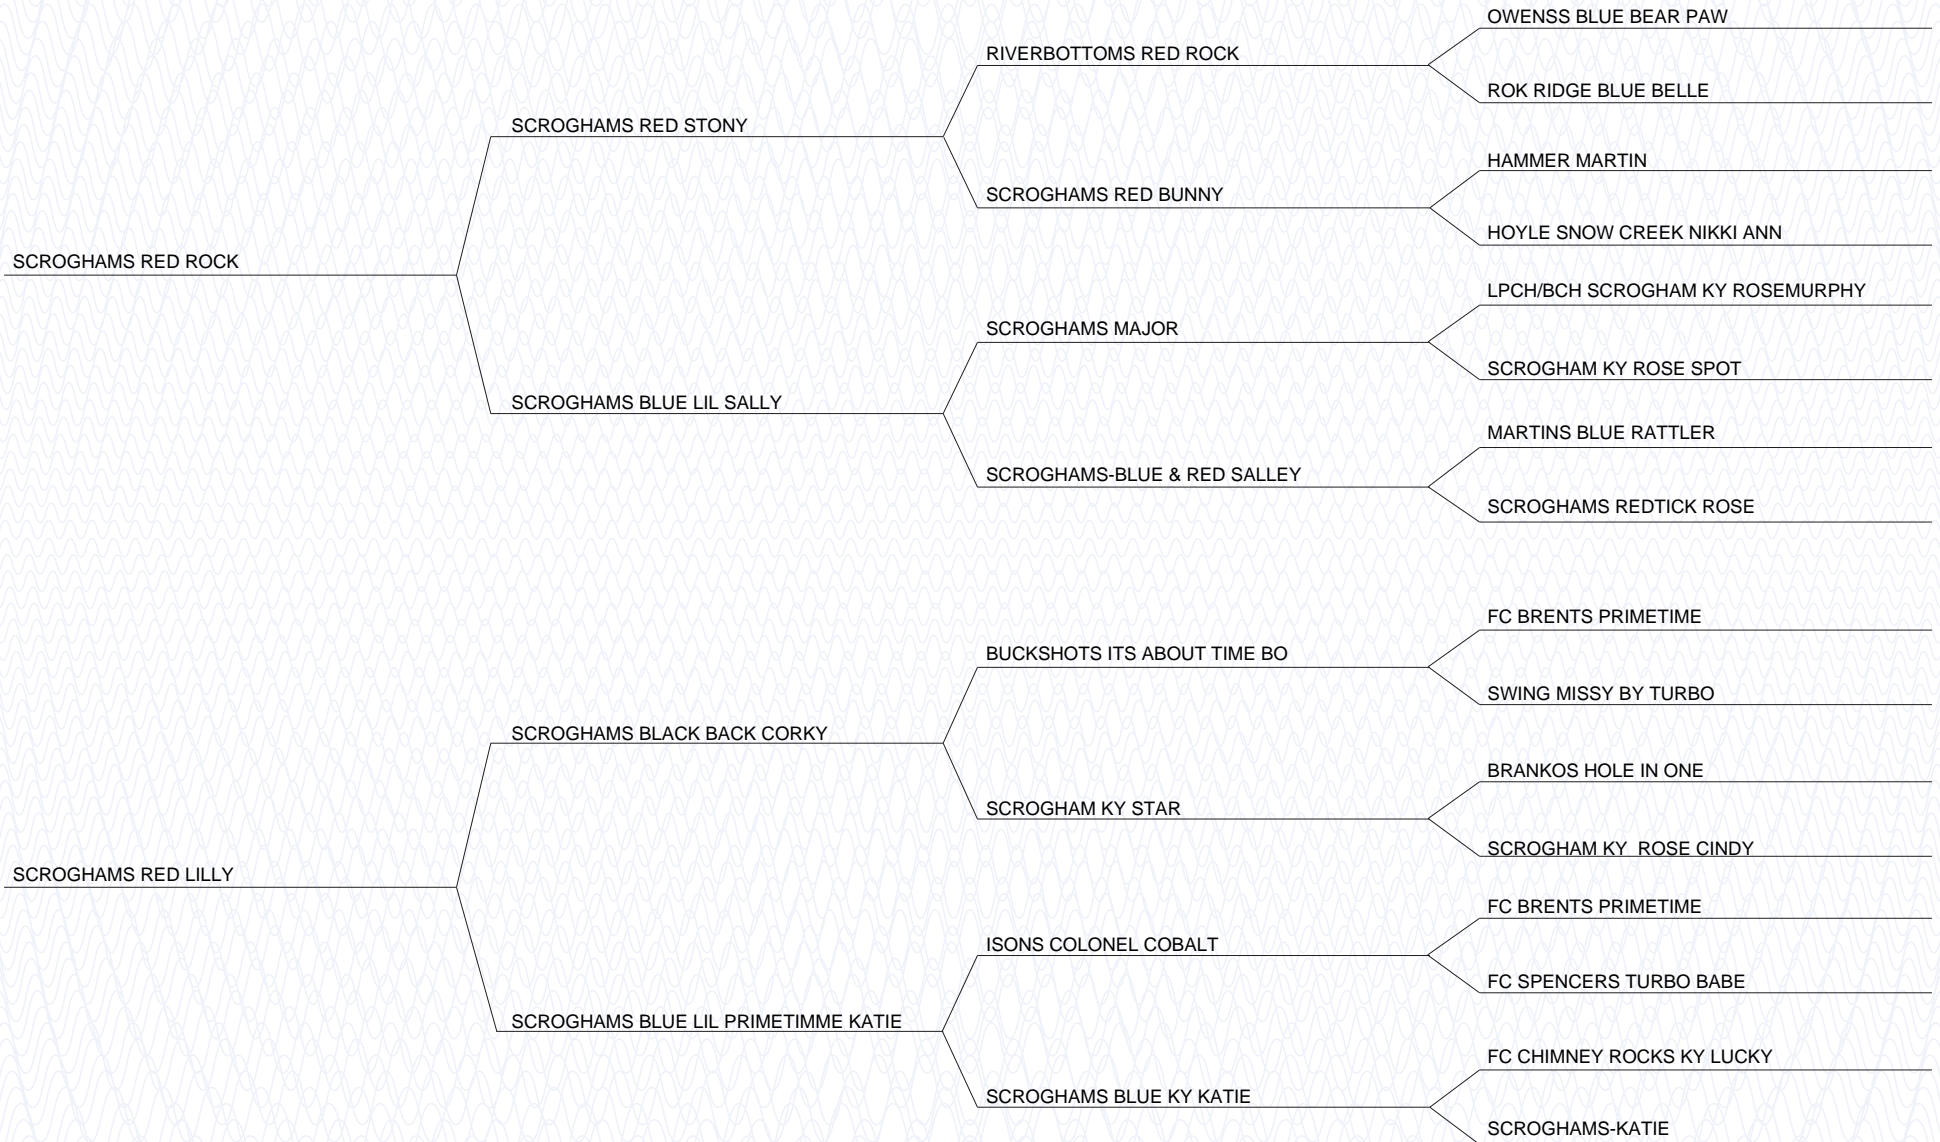 OWENSS BLUE BEAR PAW
RIVERBOTTOMS RED ROCK
ROK RIDGE BLUE BELLE
SCROGHAMS RED STONY
HAMMER MARTIN
SCROGHAMS RED BUNNY
HOYLE SNOW CREEK NIKKI ANN
SCROGHAMS RED ROCK
LPCH/BCH SCROGHAM KY ROSEMURPHY
SCROGHAMS MAJOR
SCROGHAM KY ROSE SPOT
SCROGHAMS BLUE LIL SALLY
MARTINS BLUE RATTLER
SCROGHAMS-BLUE & RED SALLEY
SCROGHAMS REDTICK ROSE
FC BRENTS PRIMETIME
BUCKSHOTS ITS ABOUT TIME BO
SWING MISSY BY TURBO
SCROGHAMS BLACK BACK CORKY
BRANKOS HOLE IN ONE
SCROGHAM KY STAR
SCROGHAM KY  ROSE CINDY
SCROGHAMS RED LILLY
FC BRENTS PRIMETIME
ISONS COLONEL COBALT
FC SPENCERS TURBO BABE
SCROGHAMS BLUE LIL PRIMETIMME KATIE
FC CHIMNEY ROCKS KY LUCKY
SCROGHAMS BLUE KY KATIE
SCROGHAMS-KATIE